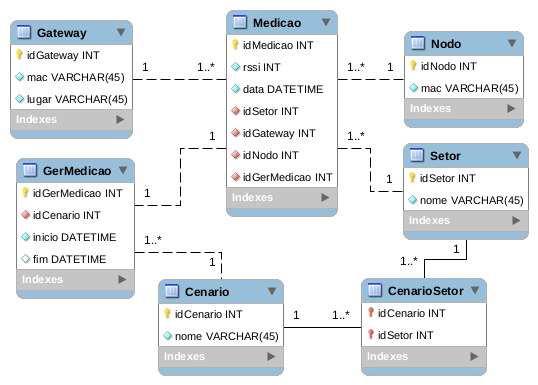 Gateway
idGateway INT
mac VARCHAR(45)
lugar VARCHAR(45)
Indexes
1
1..*
Medicao
idMedicao INT
rssi INT
data DATETIME
idSetor INT
idGateway INT
idNodo INT
idGerMedicao INT
Indexes
1..*
1
Nodo
idNodo INT
mac VARCHAR(45)
Indexes
1..*
1
Setor
idSetor INT
nome VARCHAR(45)
Indexes
GerMedicao
idGerMedicao INT
idCenario INT
inicio DATETIME
fim DATETIME
Indexes
1
1
1..*
1
Cenario
idCenario INT
nome VARCHAR(45)
Indexes
1
1..*
1
1..*
CenarioSetor
idCenario INT
idSetor INT
Indexes